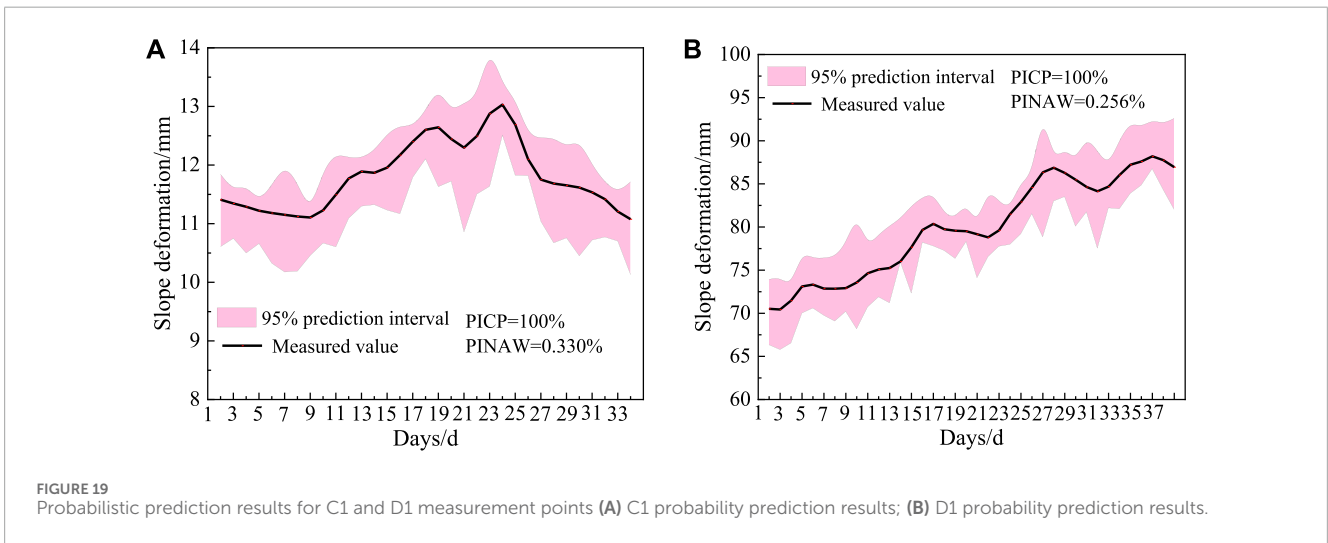 A
14
13
12
11
10
9
8
Slope deformation/mm
95% prediction interval
Measured value
PICP=100%
PINAW=0.330%
1 3 5 7 9 11 13 15 17 19 21 23 25 27 29 31 33
Days/d
B
100
95
90
85
80
75
70
65
60
Slope deformation/mm
95% prediction interval
Measured value
PICP=100%
PINAW=0.256%
1 3 5 7 9 11 13 15 17 19 21 23 25 27 29 31 33 35 37
Days/d
FIGURE 19
Probabilistic prediction results for C1 and D1 measurement points (A) C1 probability prediction results; (B) D1 probability prediction results.